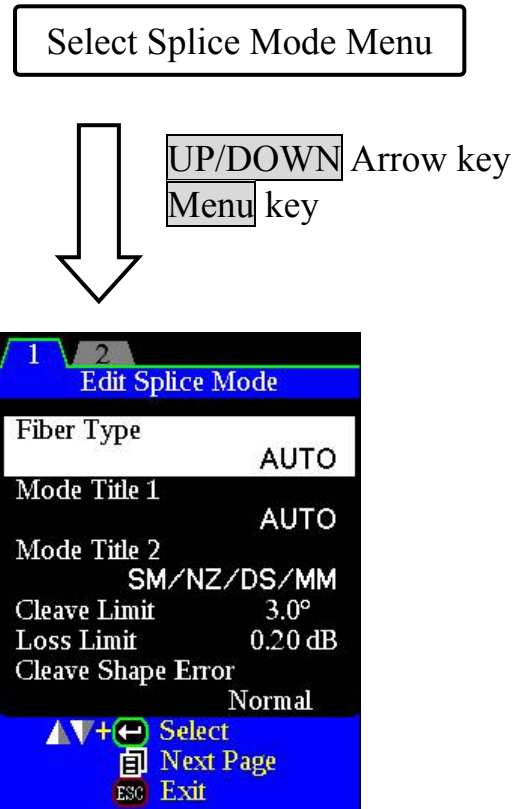 Select Splice Mode Menu
UP/DOWN Arrow key
Menu key
1 2
Edit Splice Mode
Fiber Type
AUTO
Mode Title 1
AUTO
Mode Title 2
SM/NZ/DS/MM
Cleave Limit 3.0°
Loss Limit 0.20 dB
Cleave Shape Error
Normal
+ Select
Next Page
ESC Exit